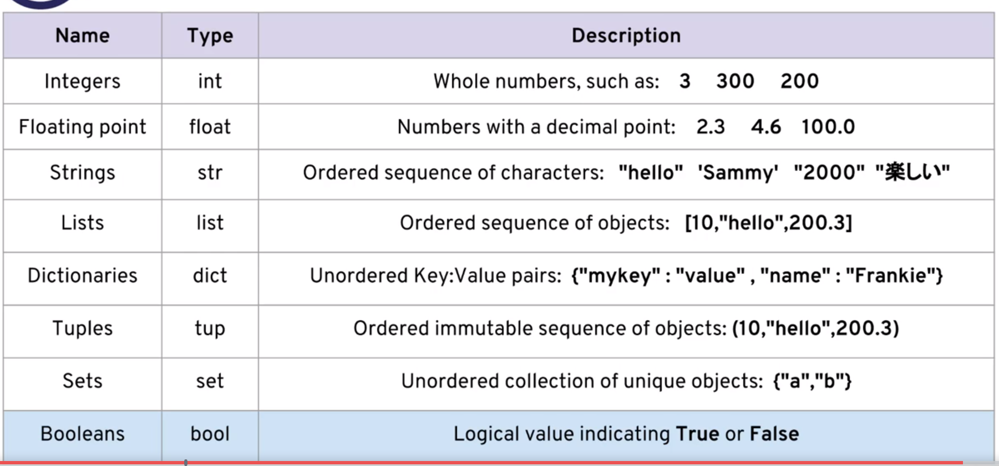 Name Type Description
Integers int Whole numbers, such as: 3 300 200
Floating point float Numbers with a decimal point: 2.3 4.6 100.0
Strings str Ordered sequence of characters: "hello" 'Sammy' "2000" "楽しい"
Lists list Ordered sequence of objects: [10,"hello",200.3]
Dictionaries dict Unordered Key:Value pairs: {"mykey" : "value" , "name" : "Frankie"}
Tuples tup Ordered immutable sequence of objects: (10,"hello",200.3)
Sets set Unordered collection of unique objects: {"a","b"}
Booleans bool Logical value indicating True or False